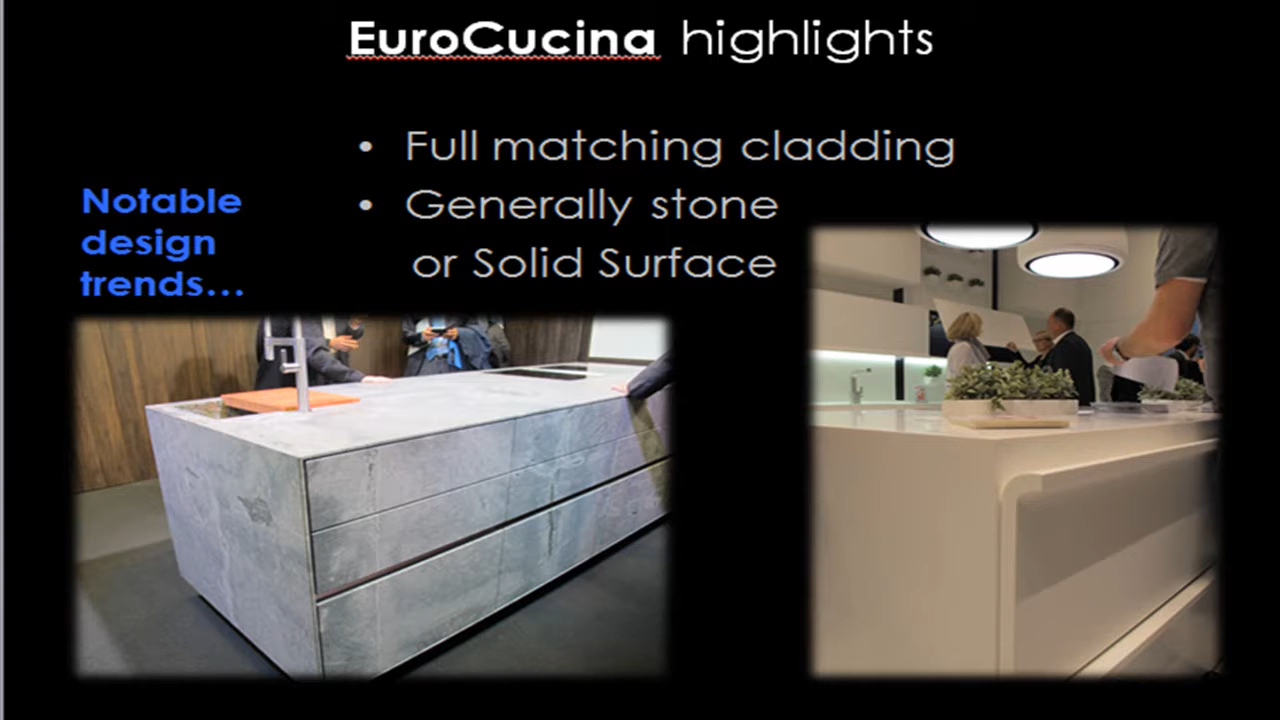 EuroCucina highlights
• Full matching cladding
• Generally stone
or Solid Surface
Notable
design
trends...